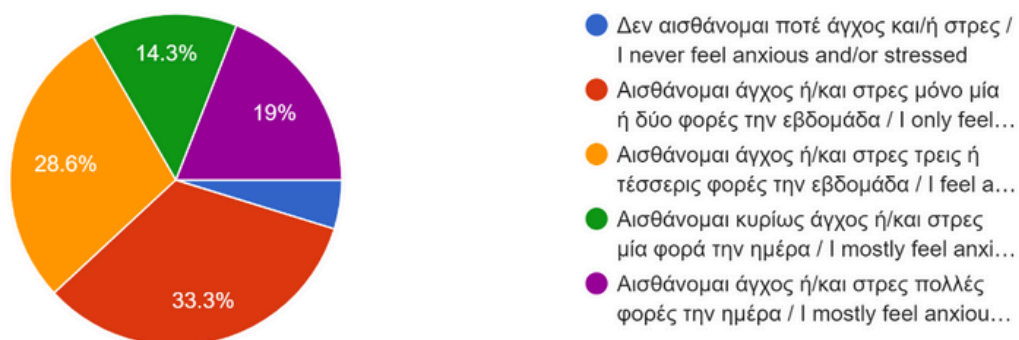 14.3%
19%
28.6%
33.3%
Δεν αισθάνομαι ποτέ άγχος και/ή στρες /
I never feel anxious and/or stressed
Αισθάνομαι άγχος ή/και στρες μόνο μία
ή δύο φορές την εβδομάδα / I only feel…
Αισθάνομαι άγχος ή/και στρες τρεις ή
τέσσερις φορές την εβδομάδα / I feel a…
Αισθάνομαι κυρίως άγχος ή/και στρες
μία φορά την ημέρα / I mostly feel anxi…
Αισθάνομαι άγχος ή/και στρες πολλές
φορές την ημέρα / I mostly feel anxiou…